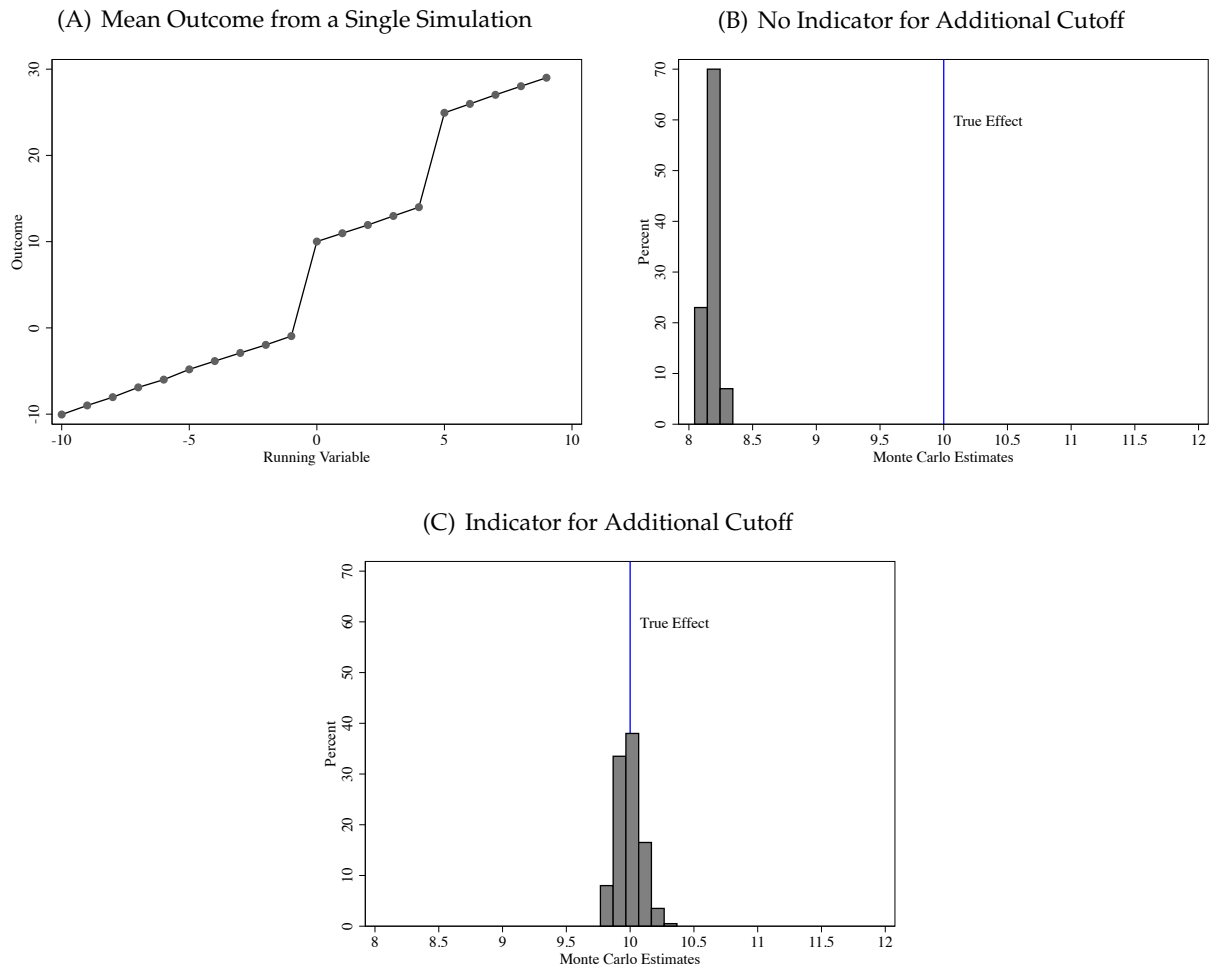 (A) Mean Outcome from a Single Simulation
30
20
10
0
-10
Outcome
-10 -5 0 5 10
Running Variable
(B) No Indicator for Additional Cutoff
70
60
50
40
30
20
10
0
Percent
True Effect
8 8.5 9 9.5 10 10.5 11 11.5 12
Monte Carlo Estimates
(C) Indicator for Additional Cutoff
70
60
50
40
30
20
10
0
Percent
True Effect
8 8.5 9 9.5 10 10.5 11 11.5 12
Monte Carlo Estimates